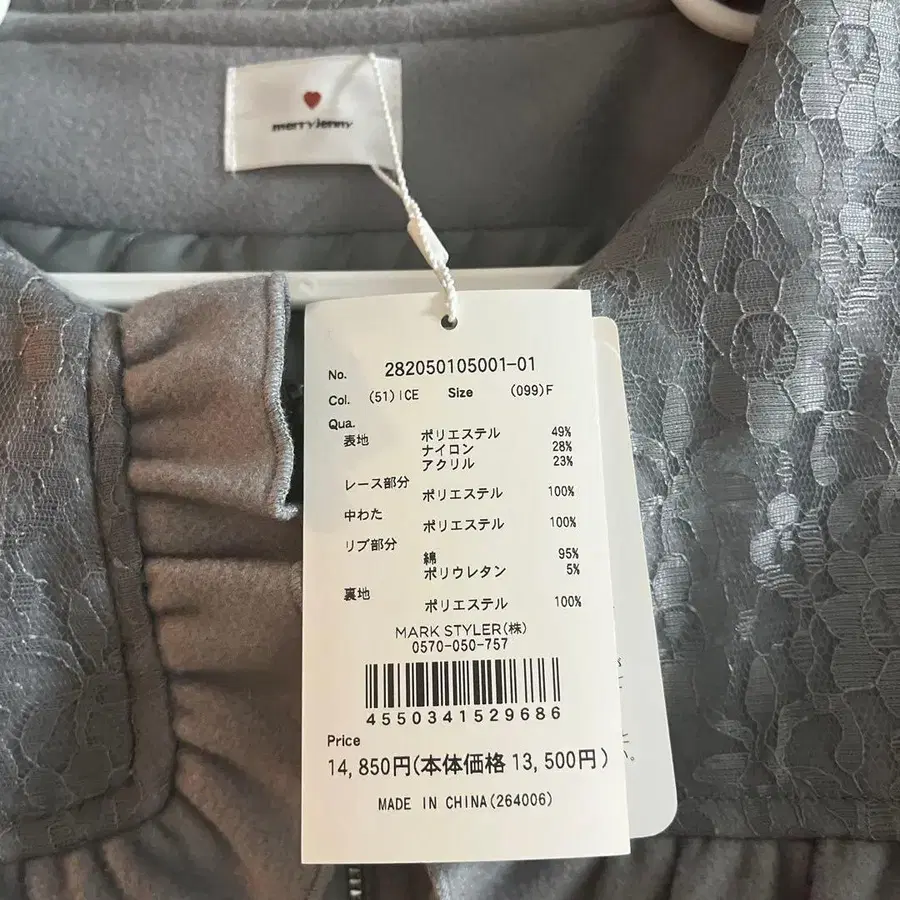 merryjenny
No. 282050105001-01
Col. (51)ICE Size (099)F
Qua.
表地 ポリエステル 49%
ナイロン 28%
アクリル 23%
レース部分
ポリエステル 100%
中わた
ポリエステル 100%
リブ部分
綿 95%
ポリウレタン 5%
裏地
ポリエステル 100%
MARK STYLER(株)
0570-050-757
4550341529686
Price
14,850円(本体価格 13,500円)
MADE IN CHINA(264006)